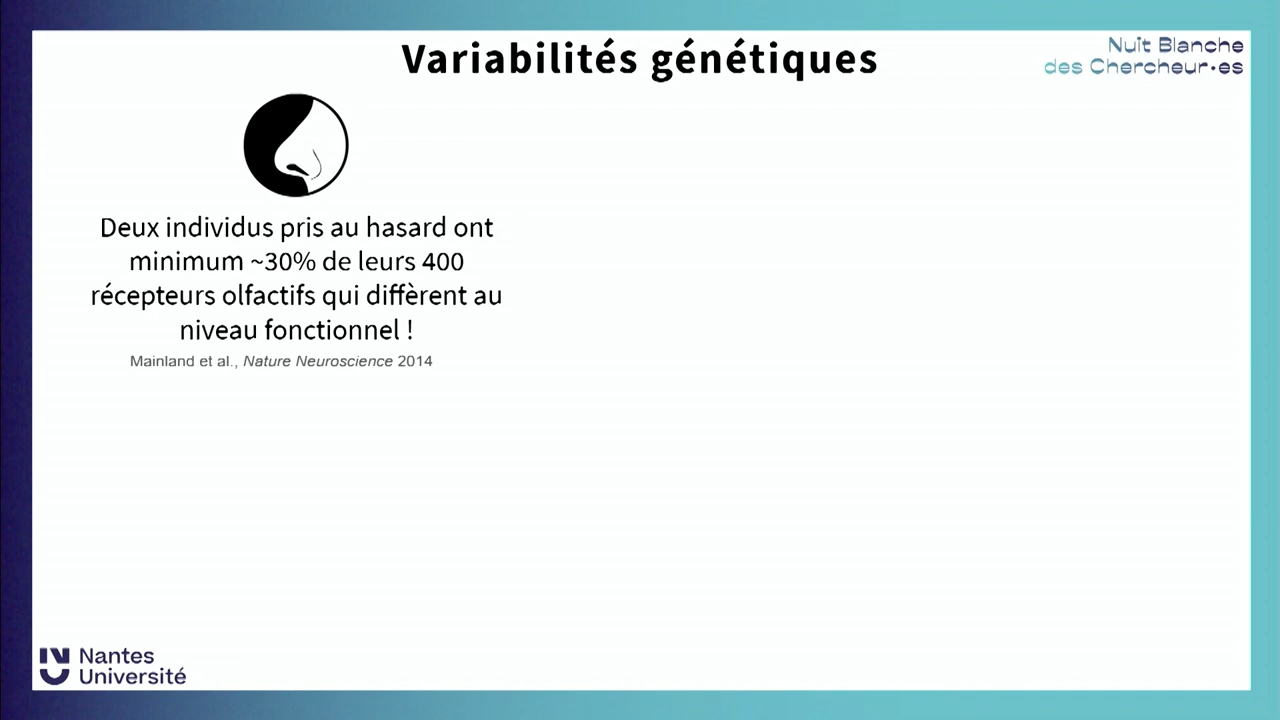 Variabilités génétiques
Nuit Blanche
des Chercheur·es
Deux individus pris au hasard ont
minimum ~30% de leurs 400
récepteurs olfactifs qui diffèrent au
niveau fonctionnel !
Mainland et al., Nature Neuroscience 2014
Nantes
Université